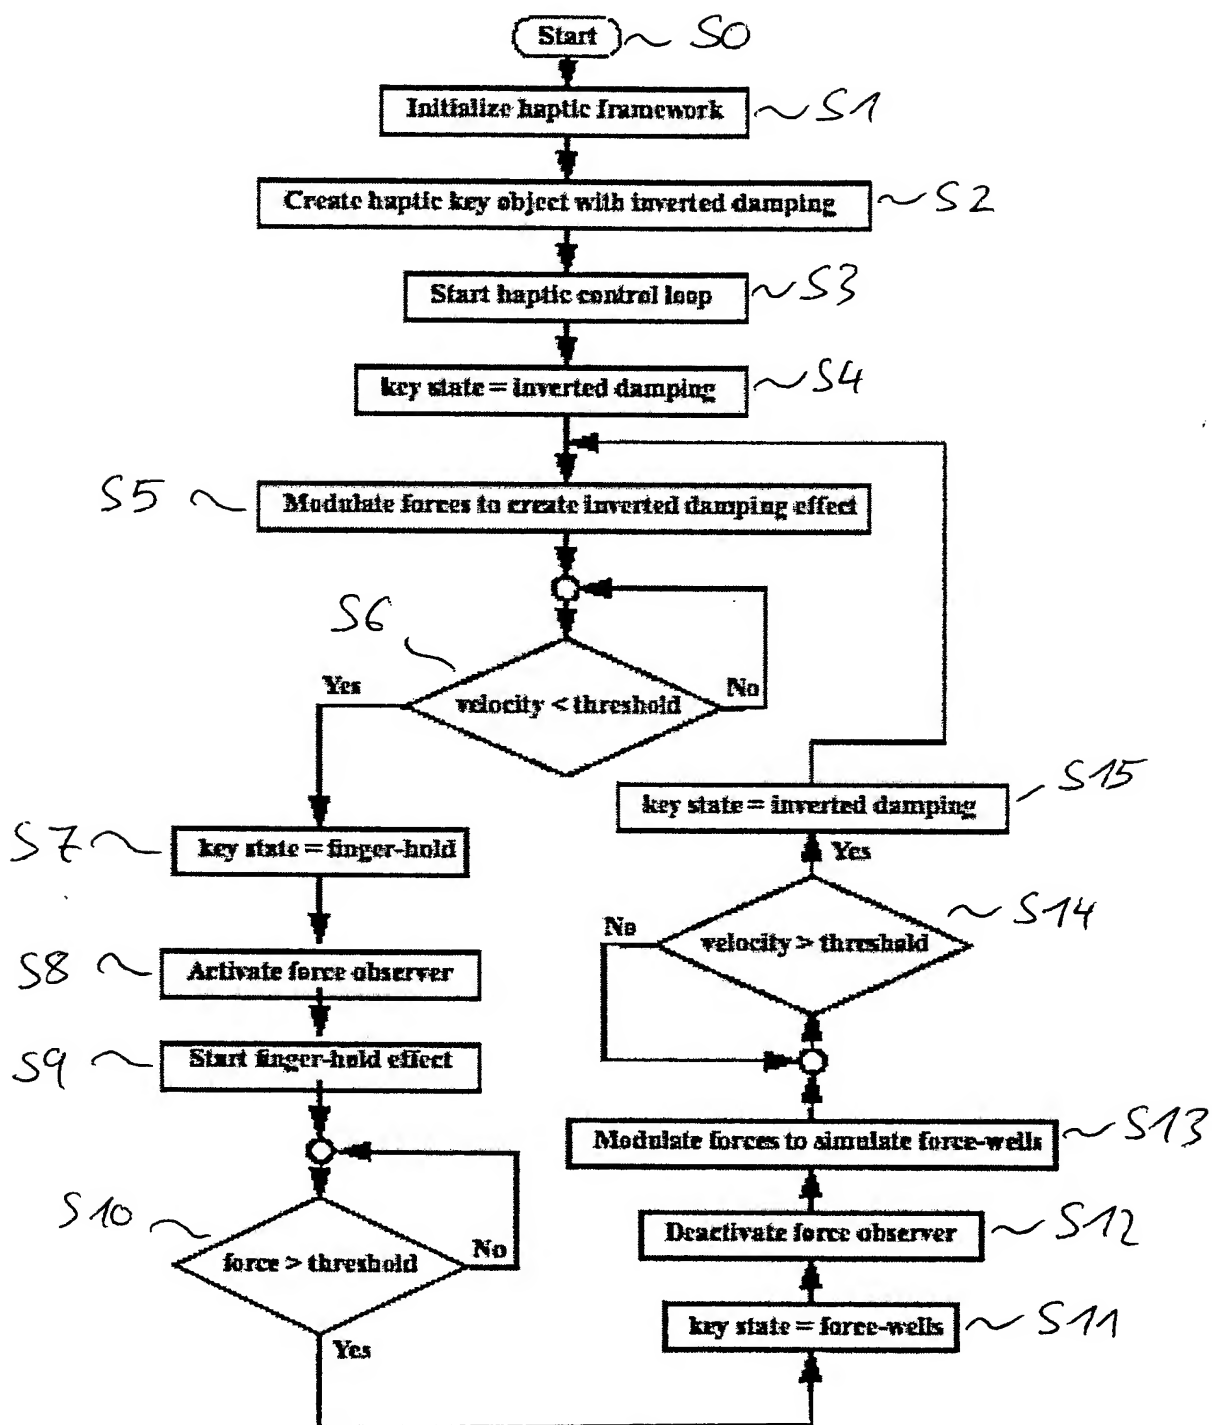 Start S0
Initialize haptic framework S1
Create haptic key object with inverted damping S2
Start haptic control loop S3
key state = inverted damping S4
S5 Modulate forces to create inverted damping effect
S6
Yes velocity < threshold No
S7 key state = finger-hold
S8 Activate force observer
S9 Start finger-hold effect
S10
force > threshold No
Yes
key state = force-wells S11
Deactivate force observer S12
Modulate forces to simulate force-wells S13
No velocity > threshold S14
Yes
key state = inverted damping S15